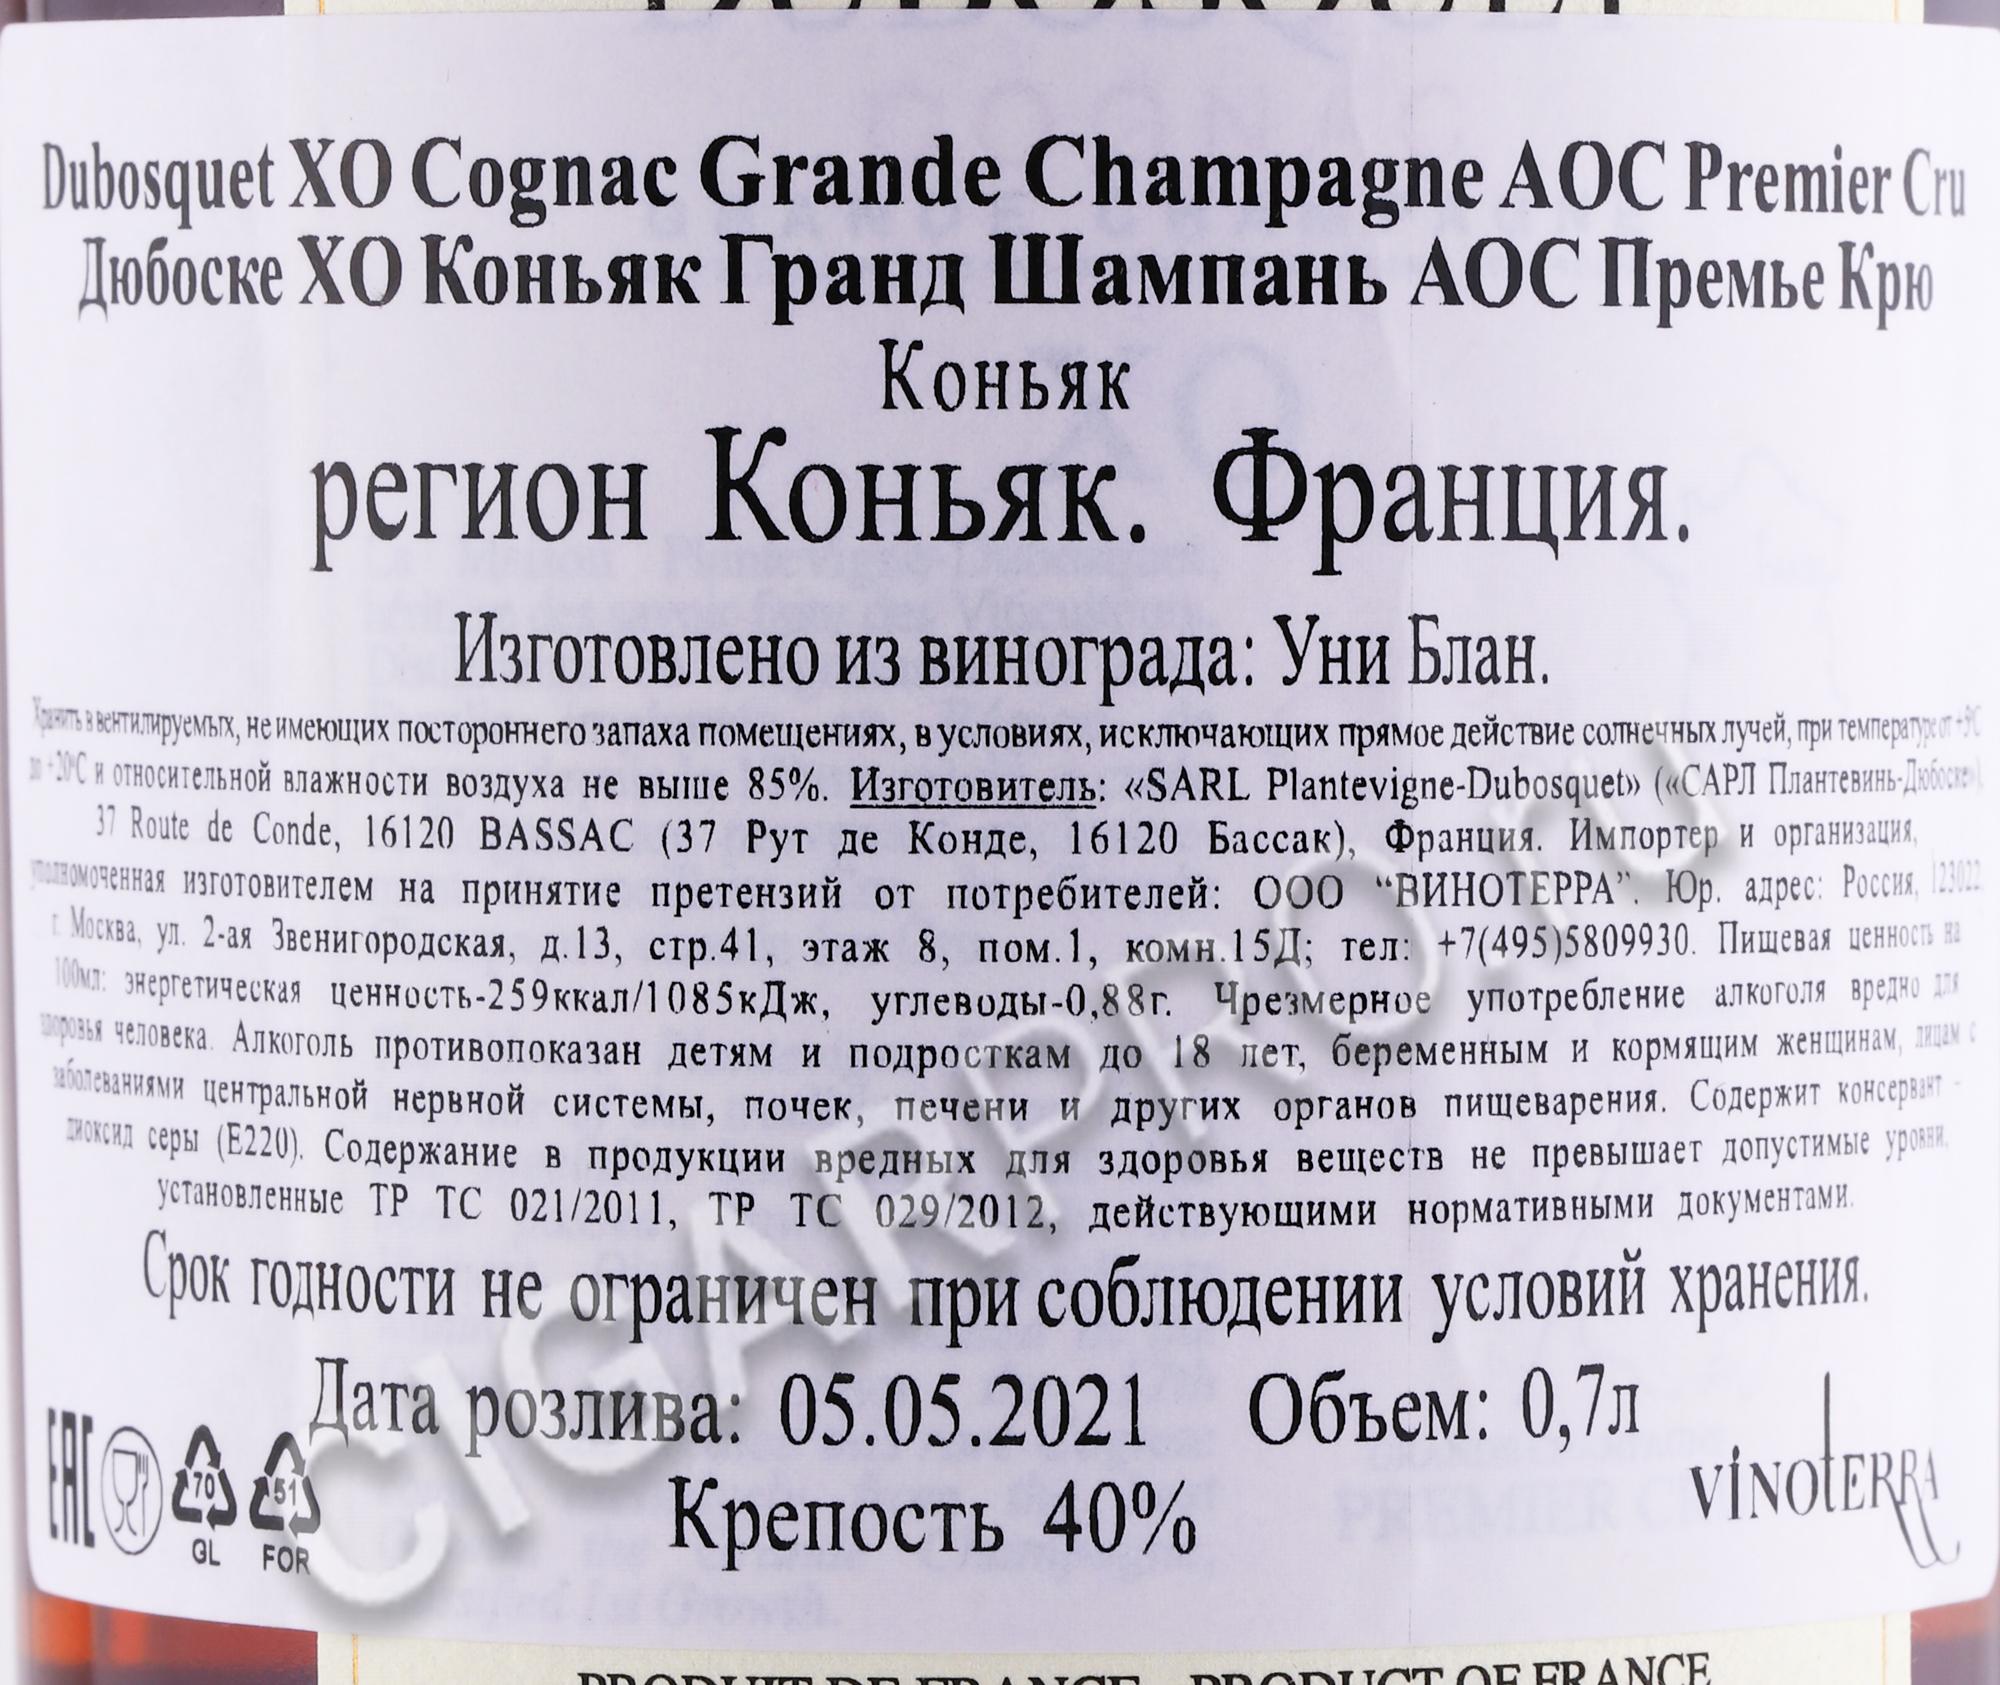 Dubosquet XO Cognac Grande Champagne AOC Premier Cru
Дюбоске ХО Коньяк Гранд Шампань АОС Премье Крю
Коньяк
регион Коньяк. Франция.
Изготовлено из винограда: Уни Блан.
Хранить в вентилируемых, не имеющих постороннего запаха помещениях, в условиях, исключающих прямое действие солнечных лучей, при температуре от +5°С
до +20°С и относительной влажности воздуха не выше 85%. Изготовитель: «SARL Plantevigne-Dubosquet» («САРЛ Плантевинь-Дюбоске»),
37 Route de Conde, 16120 BASSAC (37 Рут де Конде, 16120 Бассак), Франция. Импортер и организация,
уполномоченная изготовителем на принятие претензий от потребителей: ООО “ВИНОТЕРРА”. Юр. адрес: Россия, 123022
г. Москва, ул. 2-ая Звенигородская, д.13, стр.41, этаж 8, пом.1, комн.15Д; тел: +7(495)5809930. Пищевая ценность на
100мл: энергетическая ценность-259ккал/1085кДж, углеводы-0,88г. Чрезмерное употребление алкоголя вредно для
здоровья человека. Алкоголь противопоказан детям и подросткам до 18 лет, беременным и кормящим женщинам, лицам с
заболеваниями центральной нервной системы, почек, печени и других органов пищеварения. Содержит консервант -
диоксид серы (Е220). Содержание в продукции вредных для здоровья веществ не превышает допустимые уровни,
установленные ТР ТС 021/2011, ТР ТС 029/2012, действующими нормативными документами.
Срок годности не ограничен при соблюдении условий хранения.
Дата розлива: 05.05.2021 Объем: 0,7л
Крепость 40%
EAC 70 GL 51 FOR
VINOTERRA
CIGARPRO.ru
PRODUIT DE FRANCE - PRODUCT OF FRANCE